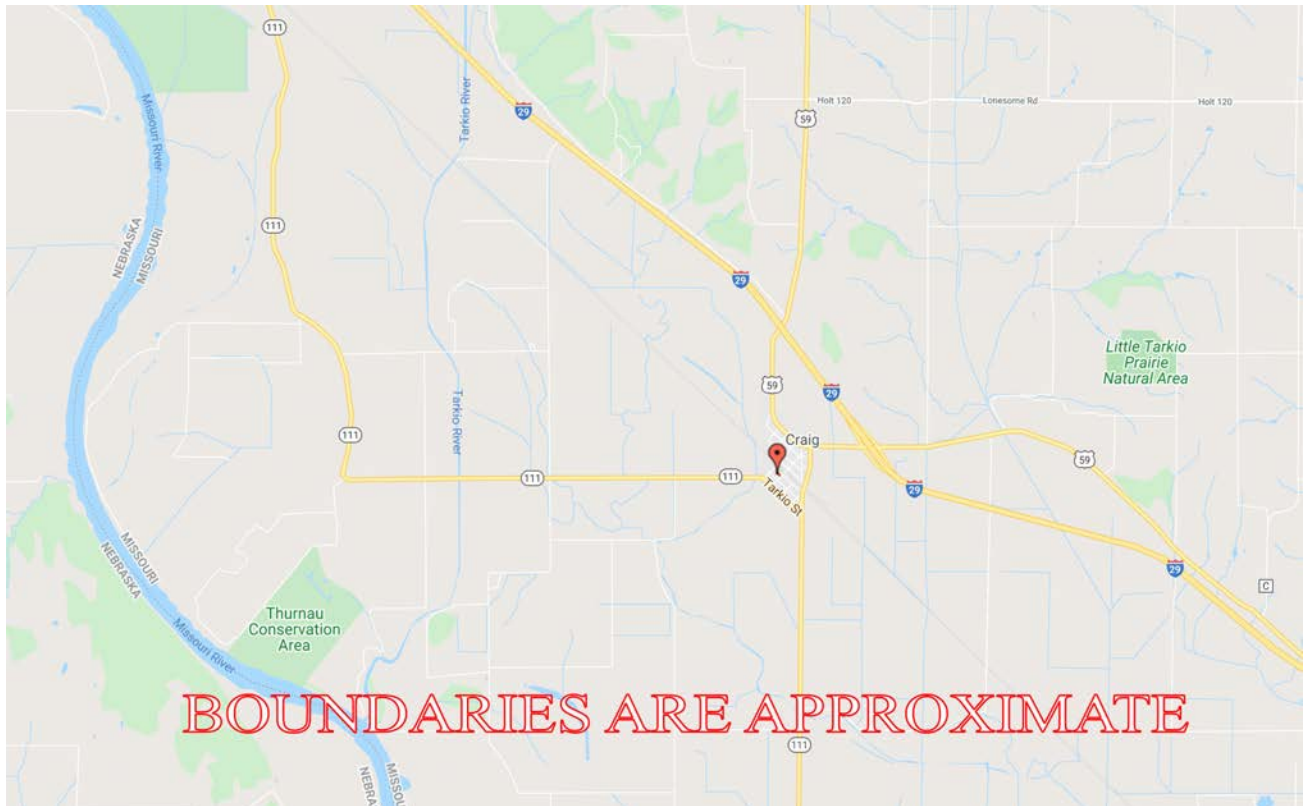 111
Missouri River
Tarkio River
29
59
Holt 120
Lonesome Rd
Holt 120
111
NEBRASKA
MISSOURI
29
Little Tarkio
Prairie
Natural Area
59
29
Tarkio River
111
Craig
59
111
111
Tarkio St
29
MISSOURI
NEBRASKA
29
C
Thurnau
Conservation
Area
Missouri River
BOUNDARIES ARE APPROXIMATE
111
MISSOURI
NEBRASKA